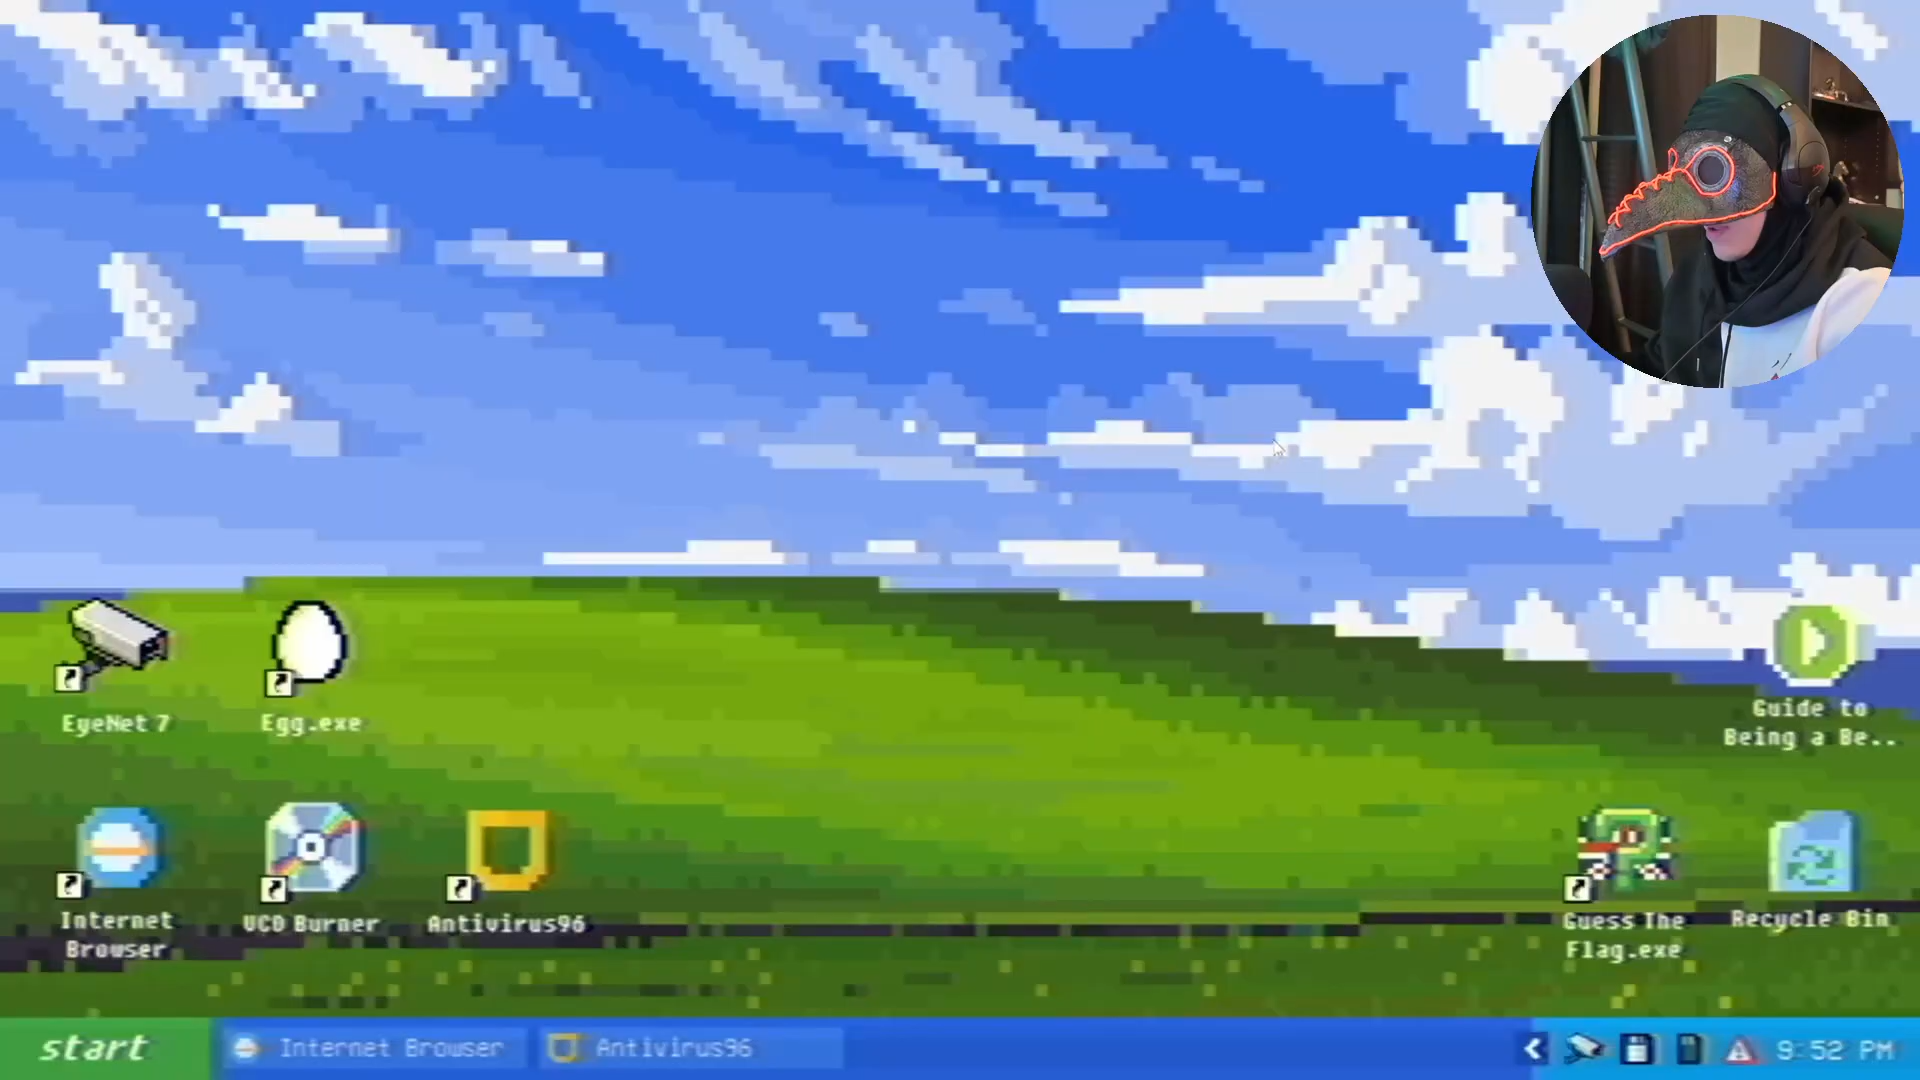 EyeNet 7
Egg.exe
Guide to
Being a Be..
Internet
Browser
VCD Burner
Antivirus96
Guess The
Flag.exe
Recycle Bin
start
Internet Browser
Antivirus96
9:52 PM